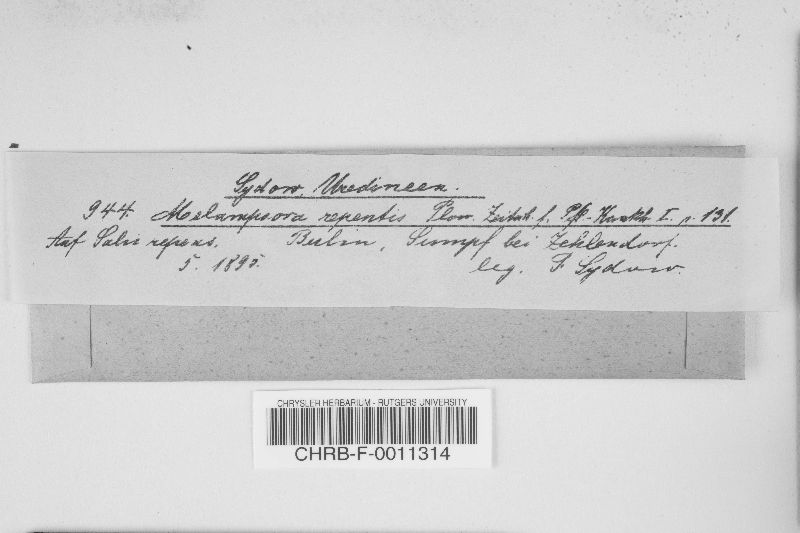 Sydow, Uredineen.
944. Melampsora repentis Plow. Zeitsch. f. Pfl. Krankh. I. p. 131.
Auf Salix repens. Berlin, Sumpf bei Zehlendorf.
5. 1895. leg. P. Sydow.
CHRYSLER HERBARIUM - RUTGERS UNIVERSITY
CHRB-F-0011314